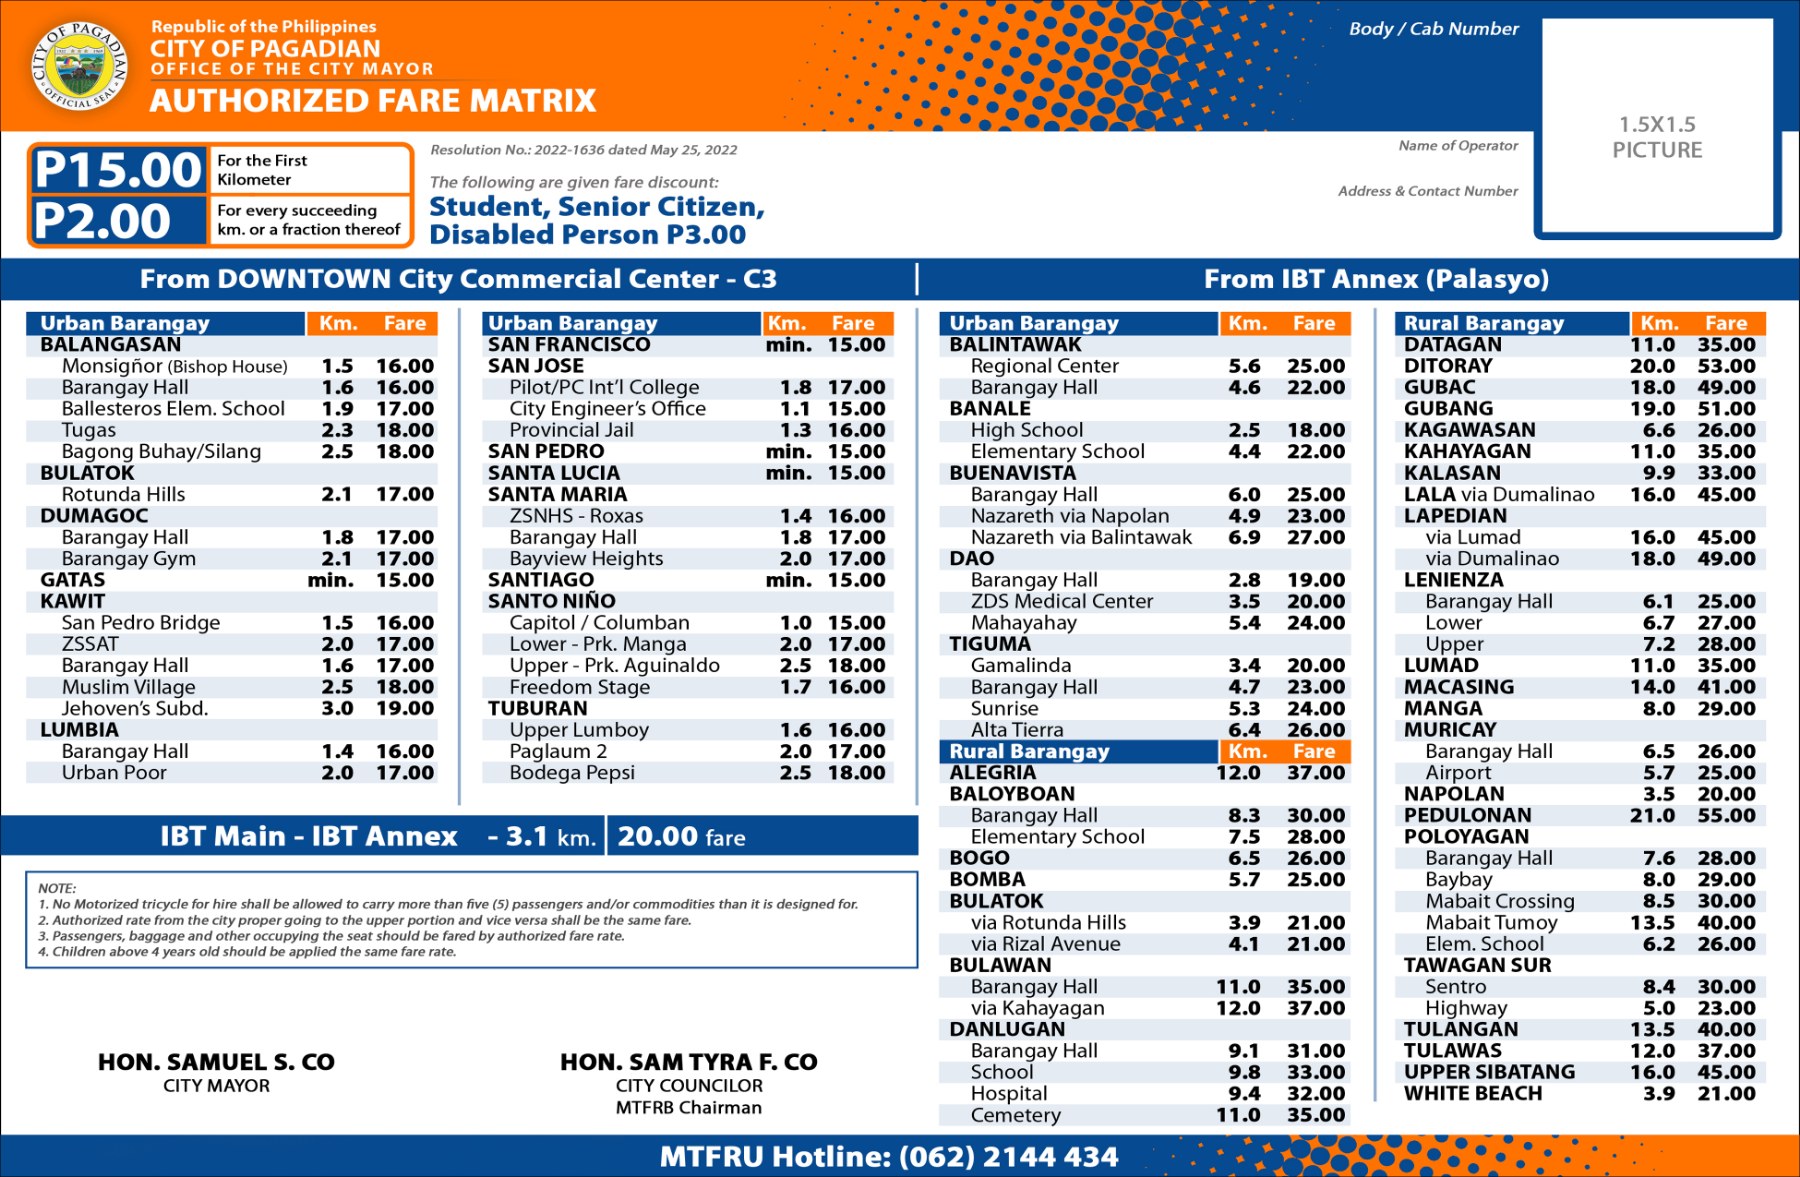 CITY OF PAGADIAN
OFFICIAL SEAL
Republic of the Philippines
CITY OF PAGADIAN
OFFICE OF THE CITY MAYOR
AUTHORIZED FARE MATRIX
Body / Cab Number
1.5X1.5
PICTURE
Name of Operator
Address & Contact Number
P15.00 For the First
Kilometer
P2.00 For every succeeding
km. or a fraction thereof
Resolution No.: 2022-1636 dated May 25, 2022
The following are given fare discount:
Student, Senior Citizen,
Disabled Person P3.00
From DOWNTOWN City Commercial Center - C3
Urban Barangay Km. Fare
BALANGASAN
Monsigñor (Bishop House) 1.5 16.00
Barangay Hall 1.6 16.00
Ballesteros Elem. School 1.9 17.00
Tugas 2.3 18.00
Bagong Buhay/Silang 2.5 18.00
BULATOK
Rotunda Hills 2.1 17.00
DUMAGOC
Barangay Hall 1.8 17.00
Barangay Gym 2.1 17.00
GATAS min. 15.00
KAWIT
San Pedro Bridge 1.5 16.00
ZSSAT 2.0 17.00
Barangay Hall 1.6 17.00
Muslim Village 2.5 18.00
Jehoven's Subd. 3.0 19.00
LUMBIA
Barangay Hall 1.4 16.00
Urban Poor 2.0 17.00
Urban Barangay Km. Fare
SAN FRANCISCO min. 15.00
SAN JOSE
Pilot/PC Int'l College 1.8 17.00
City Engineer's Office 1.1 15.00
Provincial Jail 1.3 16.00
SAN PEDRO min. 15.00
SANTA LUCIA min. 15.00
SANTA MARIA
ZSNHS - Roxas 1.4 16.00
Barangay Hall 1.8 17.00
Bayview Heights 2.0 17.00
SANTIAGO min. 15.00
SANTO NIÑO
Capitol / Columban 1.0 15.00
Lower - Prk. Manga 2.0 17.00
Upper - Prk. Aguinaldo 2.5 18.00
Freedom Stage 1.7 16.00
TUBURAN
Upper Lumboy 1.6 16.00
Paglaum 2 2.0 17.00
Bodega Pepsi 2.5 18.00
IBT Main - IBT Annex - 3.1 km. 20.00 fare
NOTE:
1. No Motorized tricycle for hire shall be allowed to carry more than five (5) passengers and/or commodities than it is designed for.
2. Authorized rate from the city proper going to the upper portion and vice versa shall be the same fare.
3. Passengers, baggage and other occupying the seat should be fared by authorized fare rate.
4. Children above 4 years old should be applied the same fare rate.
HON. SAMUEL S. CO
CITY MAYOR
HON. SAM TYRA F. CO
CITY COUNCILOR
MTFRB Chairman
From IBT Annex (Palasyo)
Urban Barangay Km. Fare
BALINTAWAK
Regional Center 5.6 25.00
Barangay Hall 4.6 22.00
BANALE
High School 2.5 18.00
Elementary School 4.4 22.00
BUENAVISTA
Barangay Hall 6.0 25.00
Nazareth via Napolan 4.9 23.00
Nazareth via Balintawak 6.9 27.00
DAO
Barangay Hall 2.8 19.00
ZDS Medical Center 3.5 20.00
Mahayahay 5.4 24.00
TIGUMA
Gamalinda 3.4 20.00
Barangay Hall 4.7 23.00
Sunrise 5.3 24.00
Alta Tierra 6.4 26.00
Rural Barangay Km. Fare
ALEGRIA 12.0 37.00
BALOYBOAN
Barangay Hall 8.3 30.00
Elementary School 7.5 28.00
BOGO 6.5 26.00
BOMBA 5.7 25.00
BULATOK
via Rotunda Hills 3.9 21.00
via Rizal Avenue 4.1 21.00
BULAWAN
Barangay Hall 11.0 35.00
via Kahayagan 12.0 37.00
DANLUGAN
Barangay Hall 9.1 31.00
School 9.8 33.00
Hospital 9.4 32.00
Cemetery 11.0 35.00
Rural Barangay Km. Fare
DATAGAN 11.0 35.00
DITORAY 20.0 53.00
GUBAC 18.0 49.00
GUBANG 19.0 51.00
KAGAWASAN 6.6 26.00
KAHAYAGAN 11.0 35.00
KALASAN 9.9 33.00
LALA via Dumalinao 16.0 45.00
LAPEDIAN
via Lumad 16.0 45.00
via Dumalinao 18.0 49.00
LENIENZA
Barangay Hall 6.1 25.00
Lower 6.7 27.00
Upper 7.2 28.00
LUMAD 11.0 35.00
MACASING 14.0 41.00
MANGA 8.0 29.00
MURICAY
Barangay Hall 6.5 26.00
Airport 5.7 25.00
NAPOLAN 3.5 20.00
PEDULONAN 21.0 55.00
POLOYAGAN
Barangay Hall 7.6 28.00
Baybay 8.0 29.00
Mabait Crossing 8.5 30.00
Mabait Tumoy 13.5 40.00
Elem. School 6.2 26.00
TAWAGAN SUR
Sentro 8.4 30.00
Highway 5.0 23.00
TULANGAN 13.5 40.00
TULAWAS 12.0 37.00
UPPER SIBATANG 16.0 45.00
WHITE BEACH 3.9 21.00
MTFRU Hotline: (062) 2144 434